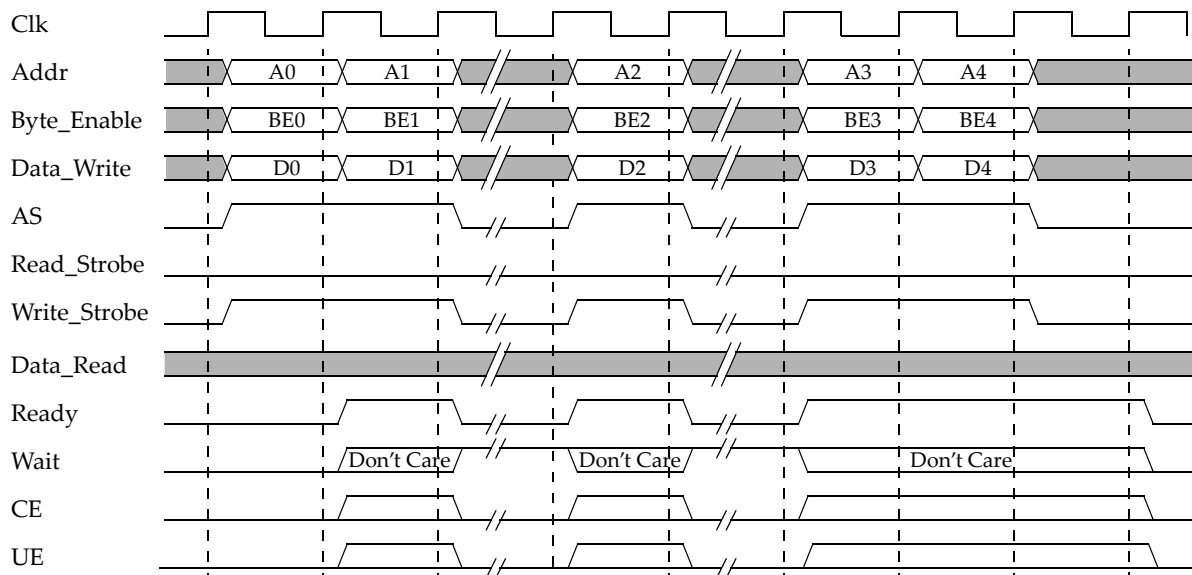 Clk
Addr A0 A1 A2 A3 A4
Byte_Enable BE0 BE1 BE2 BE3 BE4
Data_Write D0 D1 D2 D3 D4
AS
Read_Strobe
Write_Strobe
Data_Read
Ready
Wait Don't Care Don't Care Don't Care
CE
UE